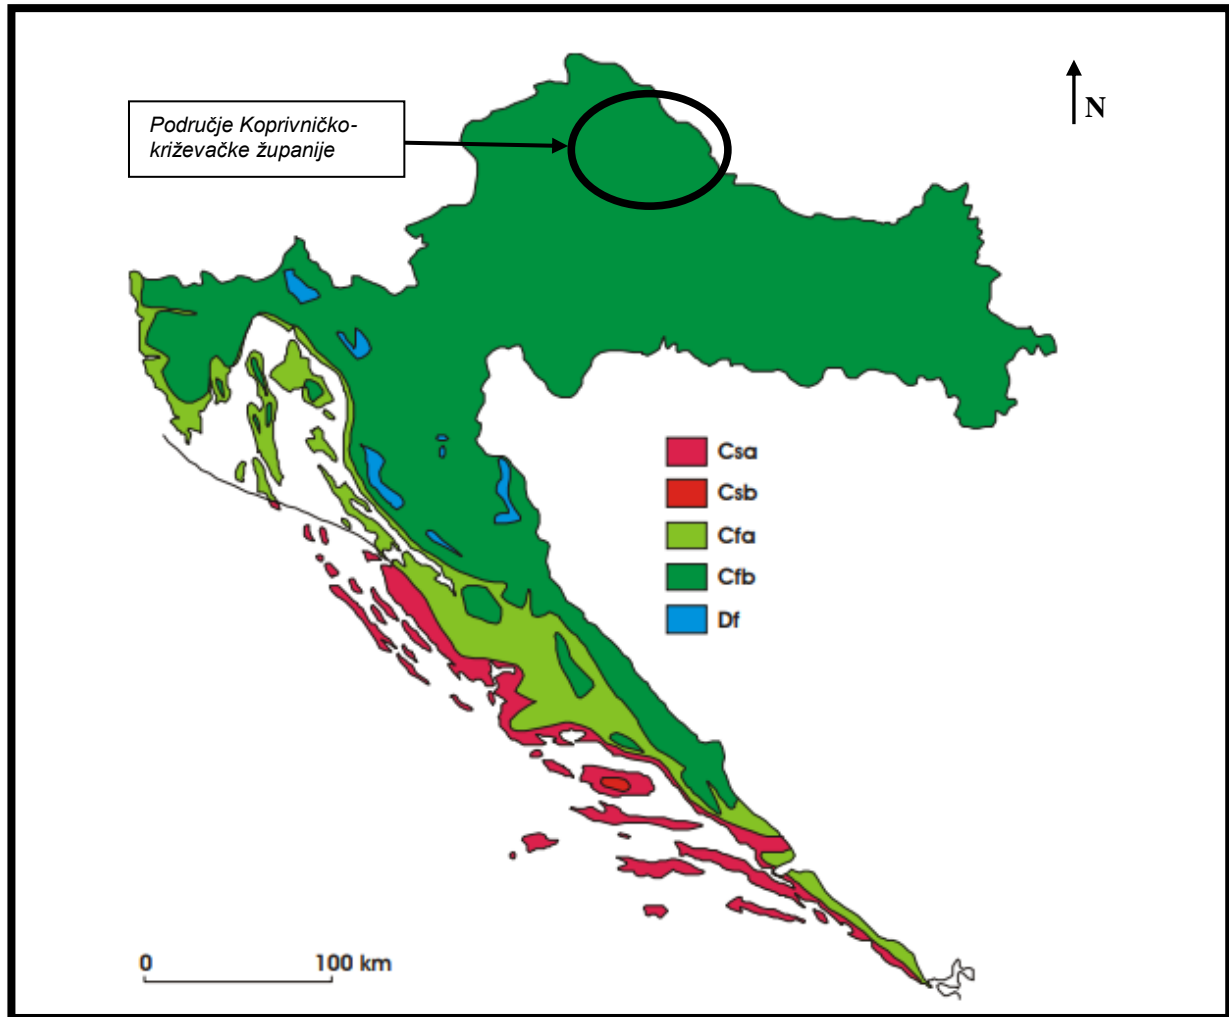 Područje Koprivničko-
križevačke županije
N
Csa
Csb
Cfa
Cfb
Df
0 100 km